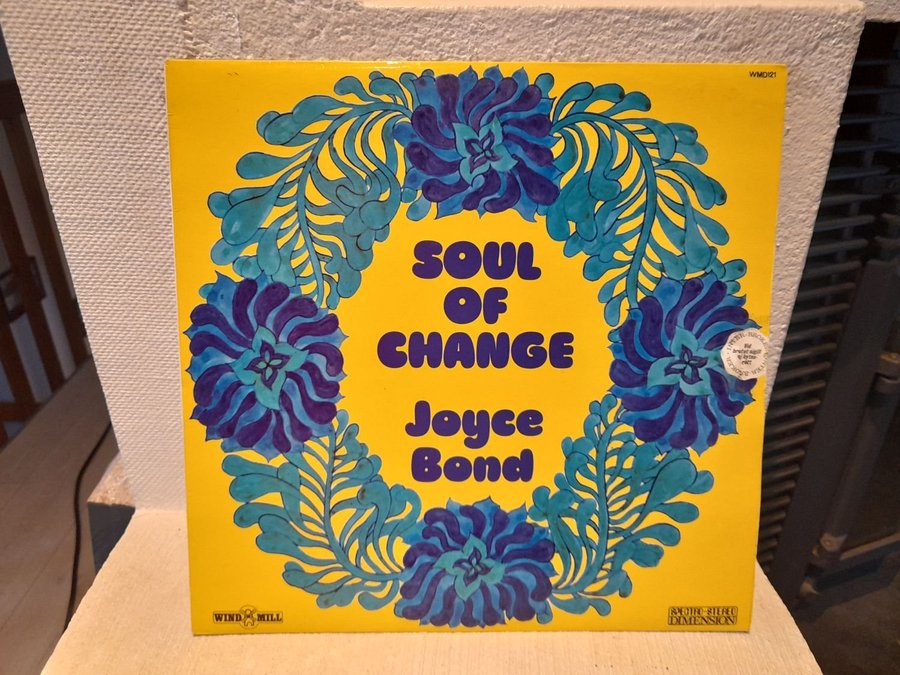 WMD121
SOUL
OF
CHANGE
Joyce
Bond
WIND MILL
SPECTRO-STEREO
DIMENSION